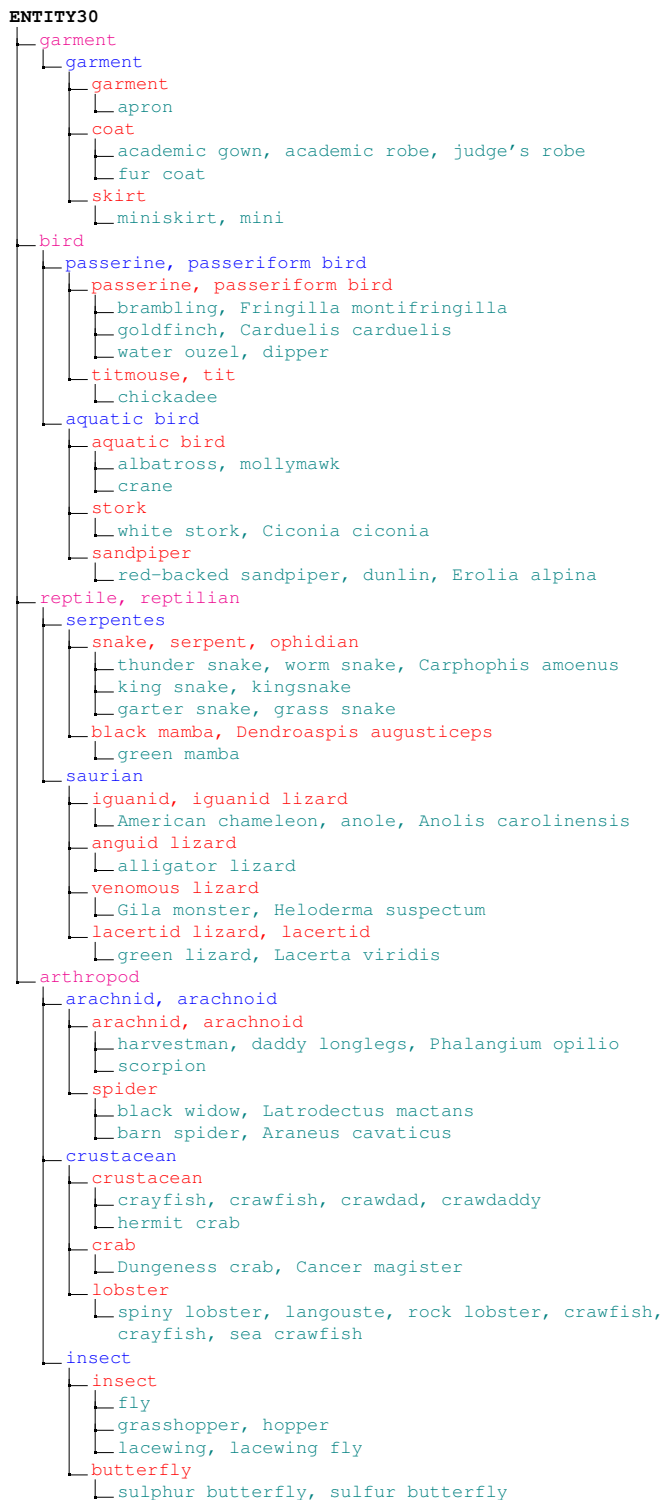 ENTITY30
garment
garment
garment
apron
coat
academic gown, academic robe, judge's robe
fur coat
skirt
miniskirt, mini
bird
passerine, passeriform bird
passerine, passeriform bird
brambling, Fringilla montifringilla
goldfinch, Carduelis carduelis
water ouzel, dipper
titmouse, tit
chickadee
aquatic bird
aquatic bird
albatross, mollymawk
crane
stork
white stork, Ciconia ciconia
sandpiper
red-backed sandpiper, dunlin, Erolia alpina
reptile, reptilian
serpentes
snake, serpent, ophidian
thunder snake, worm snake, Carphophis amoenus
king snake, kingsnake
garter snake, grass snake
black mamba, Dendroaspis augusticeps
green mamba
saurian
iguanid, iguanid lizard
American chameleon, anole, Anolis carolinensis
anguid lizard
alligator lizard
venomous lizard
Gila monster, Heloderma suspectum
lacertid lizard, lacertid
green lizard, Lacerta viridis
arthropod
arachnid, arachnoid
arachnid, arachnoid
harvestman, daddy longlegs, Phalangium opilio
scorpion
spider
black widow, Latrodectus mactans
barn spider, Araneus cavaticus
crustacean
crustacean
crayfish, crawfish, crawdad, crawdaddy
hermit crab
crab
Dungeness crab, Cancer magister
lobster
spiny lobster, langouste, rock lobster, crawfish,
crayfish, sea crawfish
insect
insect
fly
grasshopper, hopper
lacewing, lacewing fly
butterfly
sulphur butterfly, sulfur butterfly